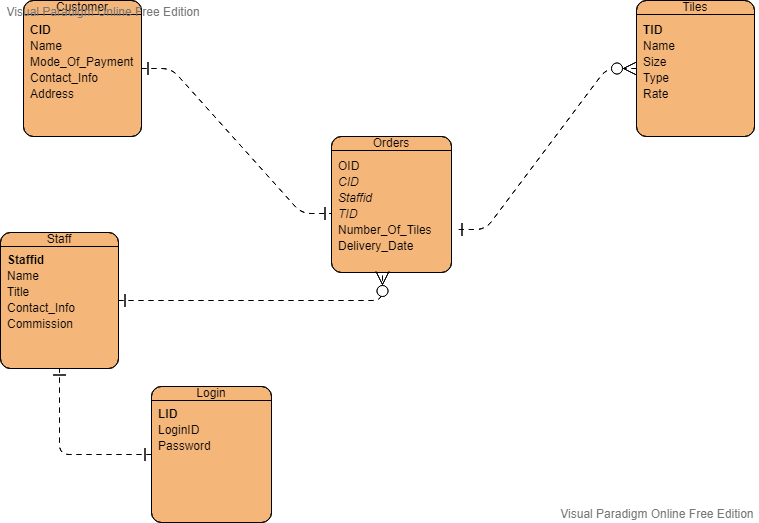 Visual Paradigm Online Free Edition
Customer
CID
Name
Mode_Of_Payment
Contact_Info
Address
Tiles
TID
Name
Size
Type
Rate
Orders
OID
CID
Staffid
TID
Number_Of_Tiles
Delivery_Date
Staff
Staffid
Name
Title
Contact_Info
Commission
Login
LID
LoginID
Password
Visual Paradigm Online Free Edition